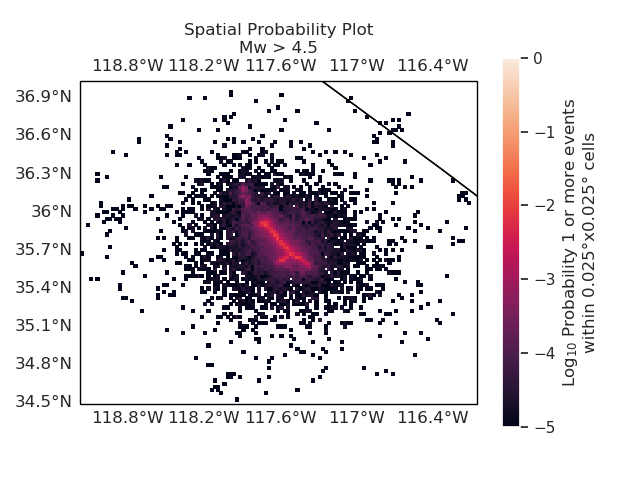 Spatial Probability Plot
Mw > 4.5
118.8°W 118.2°W 117.6°W 117°W 116.4°W
36.9°N
36.6°N
36.3°N
36°N
35.7°N
35.4°N
35.1°N
34.8°N
34.5°N
118.8°W 118.2°W 117.6°W 117°W 116.4°W
0
−1
−2
−3
−4
−5
Log₁₀ Probability 1 or more events
within 0.025°x0.025° cells